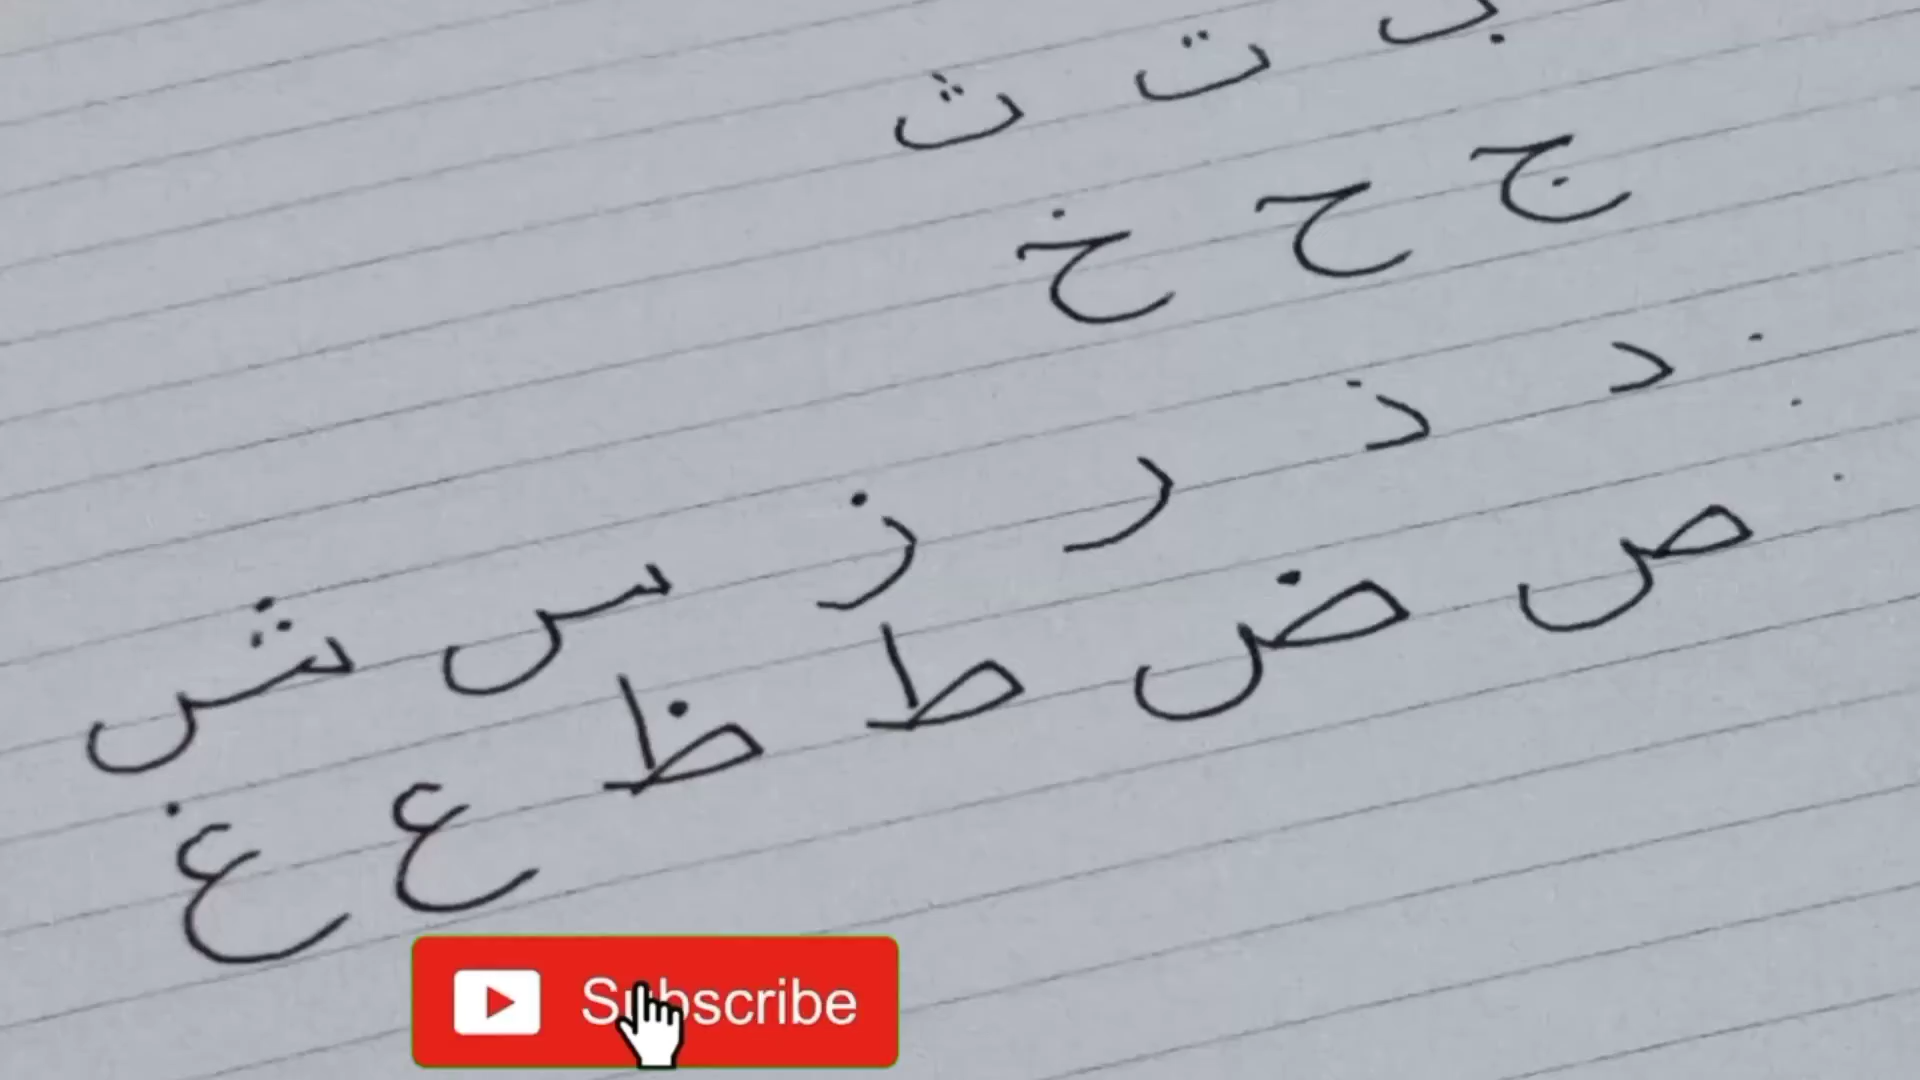 ب ت ث
ج ح خ
د ذ ر ز س ش
ص ض ط ظ ع غ
Subscribe